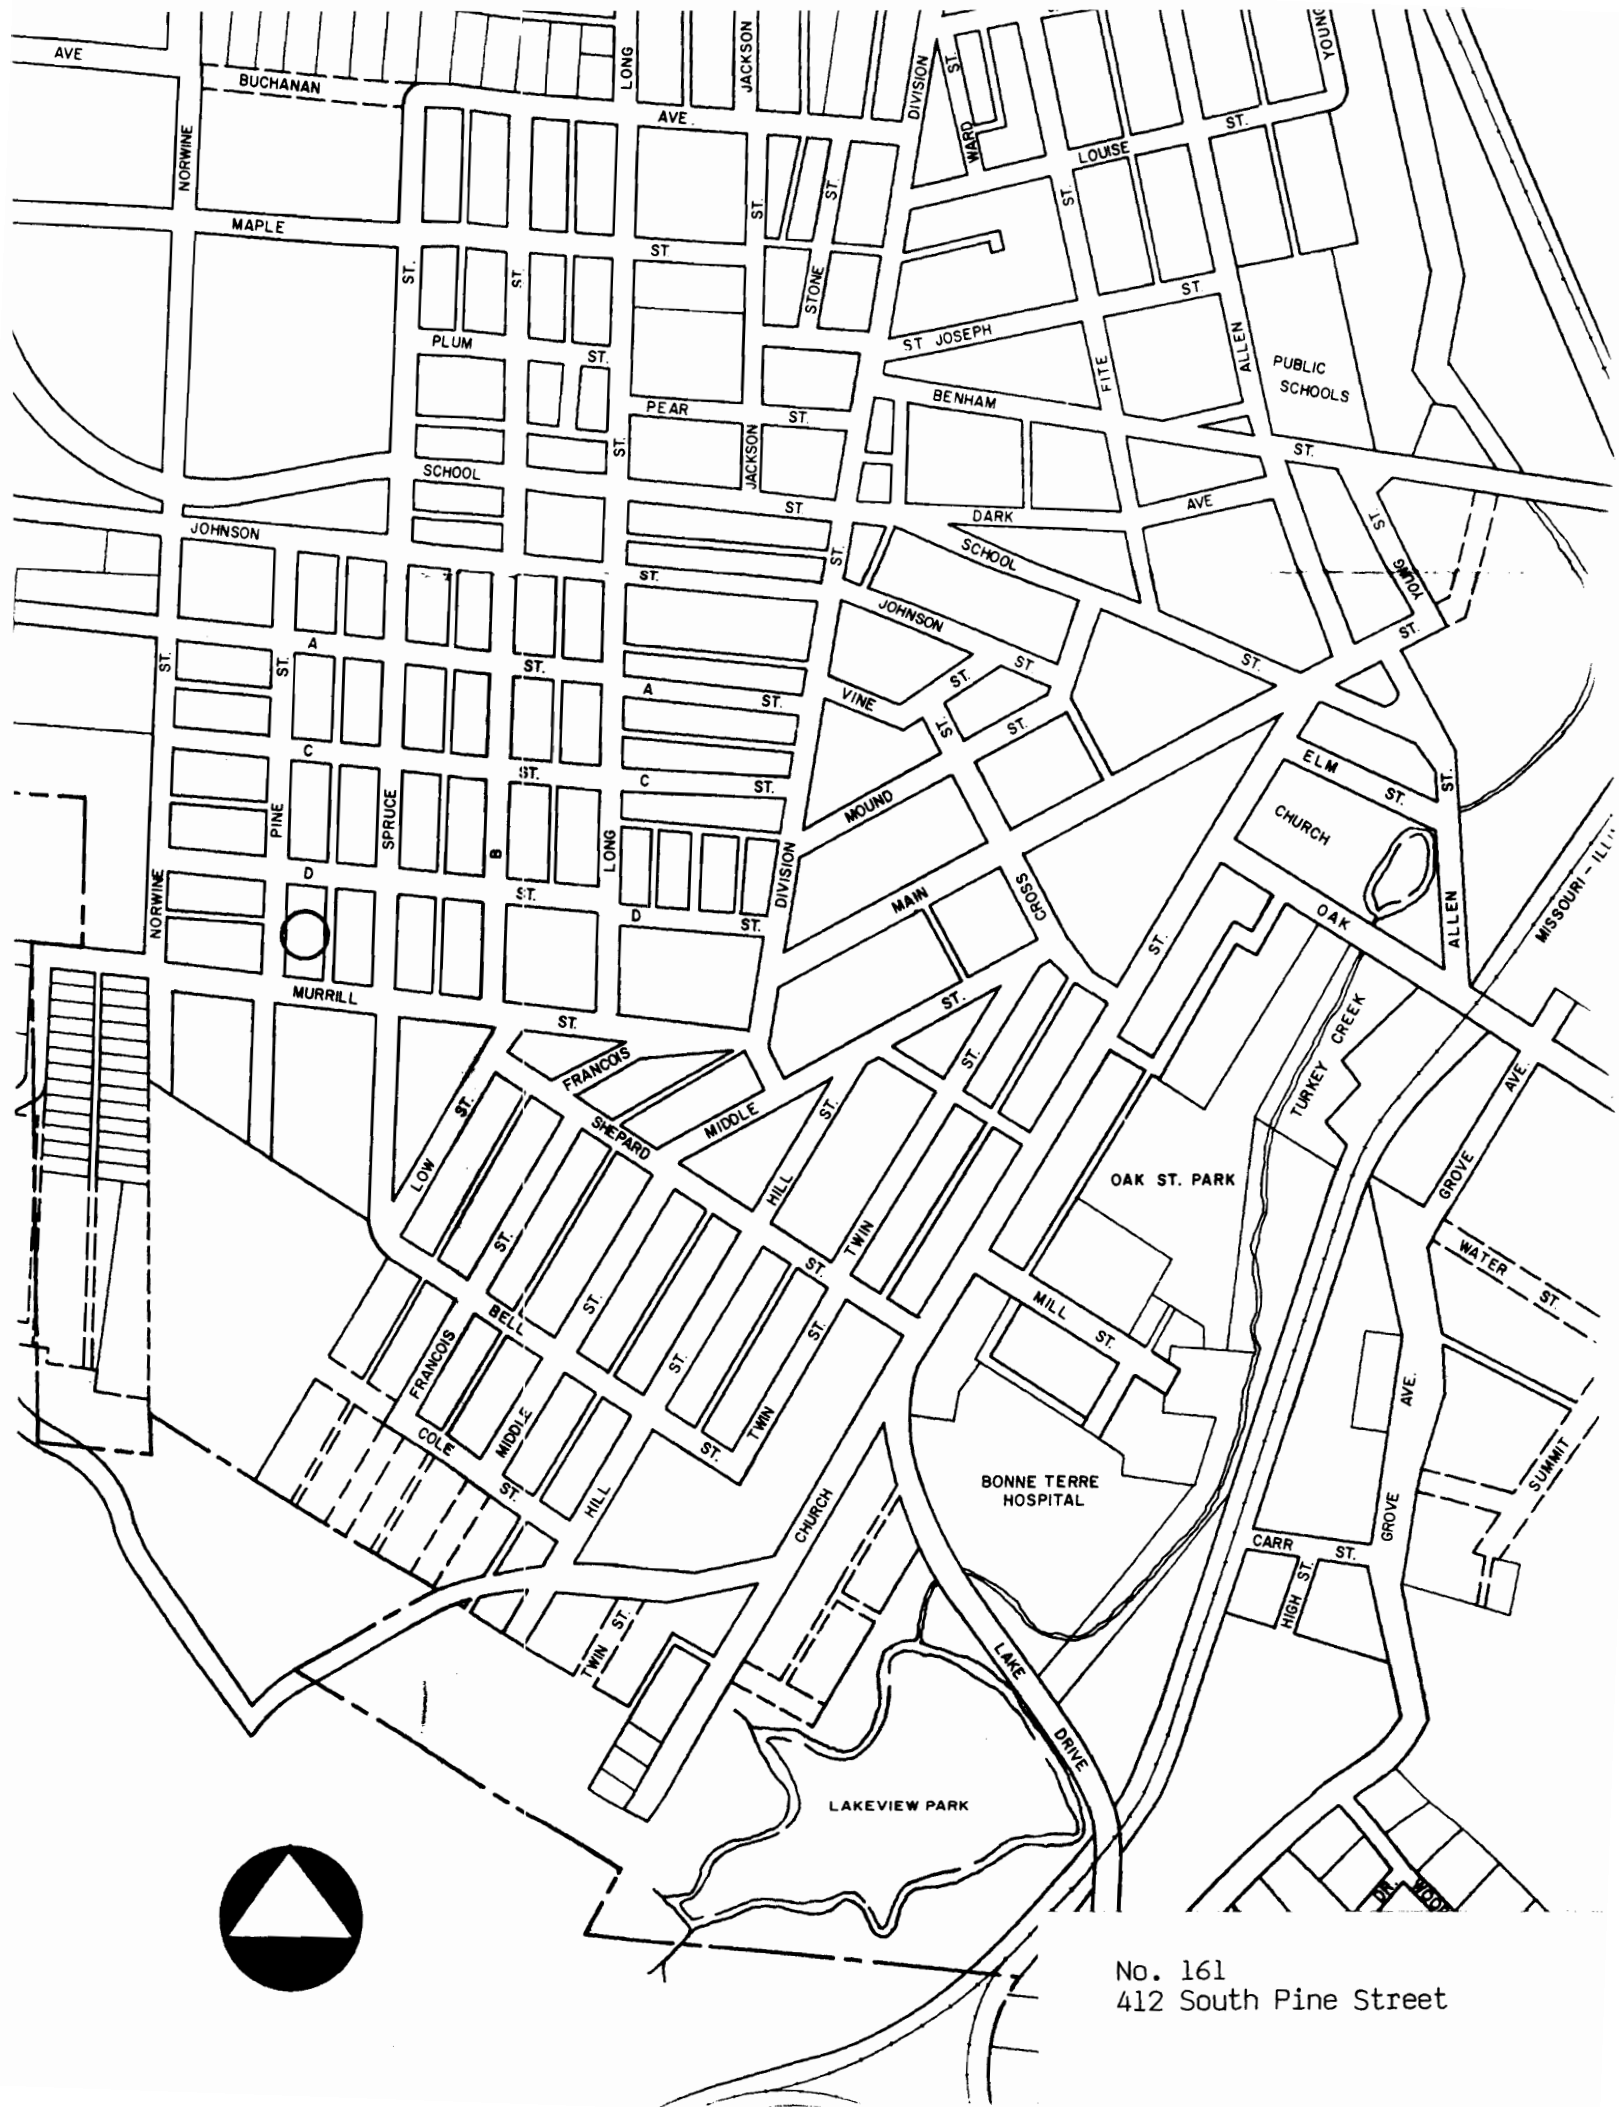 AVE
BUCHANAN
LONG
JACKSON
DIVISION
ST.
YOUNG
AVE.
NORWINE
WARD
LOUISE
ST.
MAPLE
ST.
ST.
ST.
ST
ST.
ST.
STONE
ST
PLUM
ST.
ST JOSEPH
ALLEN
FITE
PUBLIC
SCHOOLS
PEAR
ST.
BENHAM
ST.
JACKSON
ST.
SCHOOL
ST.
DARK
AVE
ST
JOHNSON
ST.
ST.
SCHOOL
YOUNG
JOHNSON
ST
ST.
ST.
A
ST.
ST.
ST.
A
ST.
VINE
ST.
ST.
ST.
C
ST.
C
ST.
ELM
ST.
ST.
PINE
SPRUCE
B
LONG
MOUND
CHURCH
D
ST.
D
ST.
DIVISION
MAIN
CROSS
OAK
ALLEN
NORWINE
ST.
MISSOURI-ILL
MURRILL
ST.
ST.
TURKEY CREEK
FRANCOIS
ST.
SHEPARD
MIDDLE
ST.
ST.
AVE.
LOW
HILL
OAK ST. PARK
GROVE
ST.
TWIN
ST.
WATER
ST.
ST.
MILL
ST.
BELL
ST.
FRANCOIS
ST.
AVE.
MIDDLE
COLE
ST.
TWIN
ST.
HILL
CHURCH
BONNE TERRE
HOSPITAL
SUMMIT
GROVE
CARR
ST.
HIGH ST.
TWIN
ST.
LAKE
DRIVE
LAKEVIEW PARK
DR.
WOOD
No. 161
412 South Pine Street